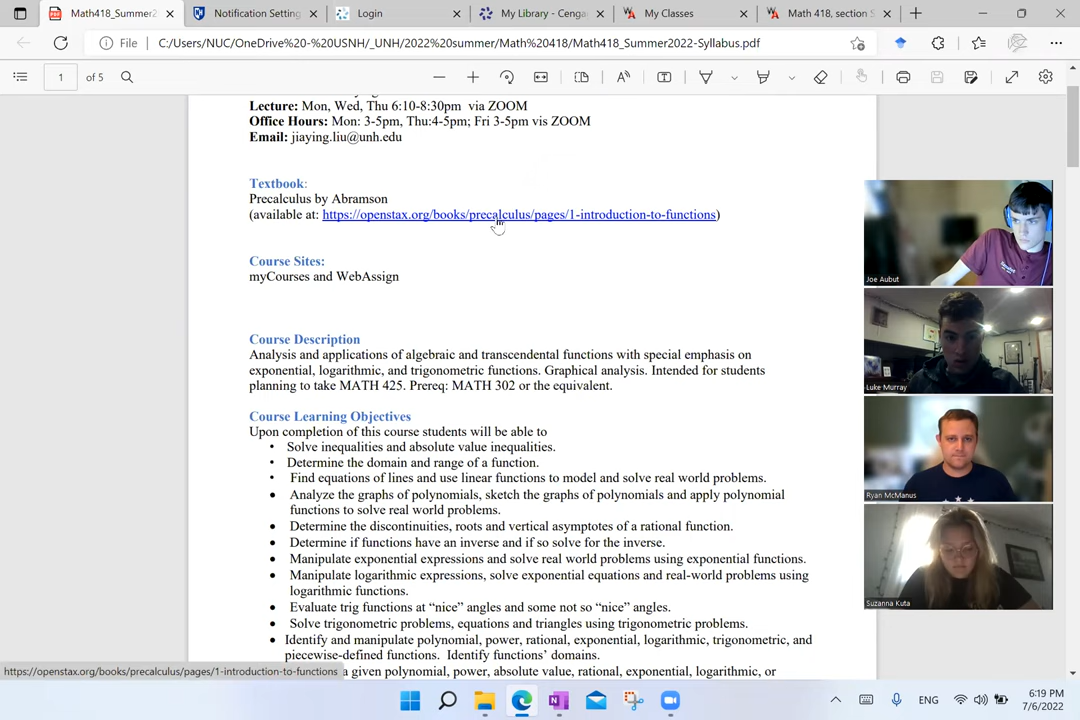 Math418_Summer2
Notification Setting
Login
My Library - Cenga
My Classes
Math 418, section S
File
C:/Users/NUC/OneDrive%20-%20USNH/_UNH/2022%20summer/Math%20418/Math418_Summer2022-Syllabus.pdf
1 of 5
Lecture: Mon, Wed, Thu 6:10-8:30pm via ZOOM
Office Hours: Mon: 3-5pm, Thu:4-5pm; Fri 3-5pm vis ZOOM
Email: jiaying.liu@unh.edu
Textbook:
Precalculus by Abramson
(available at: https://openstax.org/books/precalculus/pages/1-introduction-to-functions)
Course Sites:
myCourses and WebAssign
Course Description
Analysis and applications of algebraic and transcendental functions with special emphasis on
exponential, logarithmic, and trigonometric functions. Graphical analysis. Intended for students
planning to take MATH 425. Prereq: MATH 302 or the equivalent.
Course Learning Objectives
Upon completion of this course students will be able to
• Solve inequalities and absolute value inequalities.
• Determine the domain and range of a function.
• Find equations of lines and use linear functions to model and solve real world problems.
• Analyze the graphs of polynomials, sketch the graphs of polynomials and apply polynomial
functions to solve real world problems.
• Determine the discontinuities, roots and vertical asymptotes of a rational function.
• Determine if functions have an inverse and if so solve for the inverse.
• Manipulate exponential expressions and solve real world problems using exponential functions.
• Manipulate logarithmic expressions, solve exponential equations and real-world problems using
logarithmic functions.
• Evaluate trig functions at “nice” angles and some not so “nice” angles.
• Solve trigonometric problems, equations and triangles using trigonometric problems.
• Identify and manipulate polynomial, power, rational, exponential, logarithmic, trigonometric, and
piecewise-defined functions. Identify functions’ domains.
a given polynomial, power, absolute value, rational, exponential, logarithmic, or
https://openstax.org/books/precalculus/pages/1-introduction-to-functions
Joe Aubut
Luke Murray
Ryan McManus
Suzanna Kuta
ENG
6:19 PM
7/6/2022